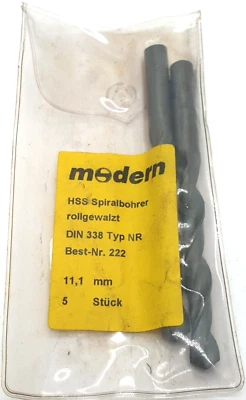 modern
HSS Spiralbohrer
rollgewalzt
DIN 338 Typ NR
Best-Nr. 222
11,1 mm
5 Stück